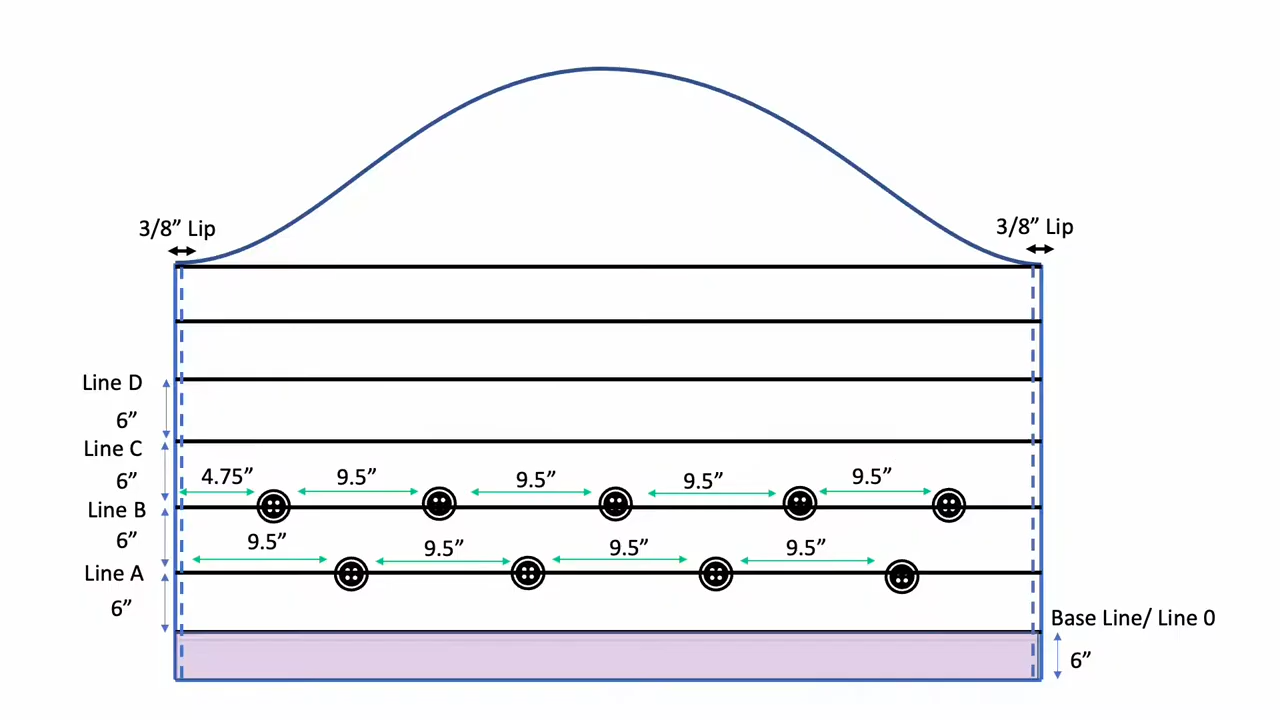 3/8” Lip
3/8” Lip
Line D
6”
Line C
4.75”
9.5”
9.5”
9.5”
9.5”
6”
Line B
6”
9.5”
9.5”
9.5”
9.5”
Line A
6”
Base Line/ Line 0
6”